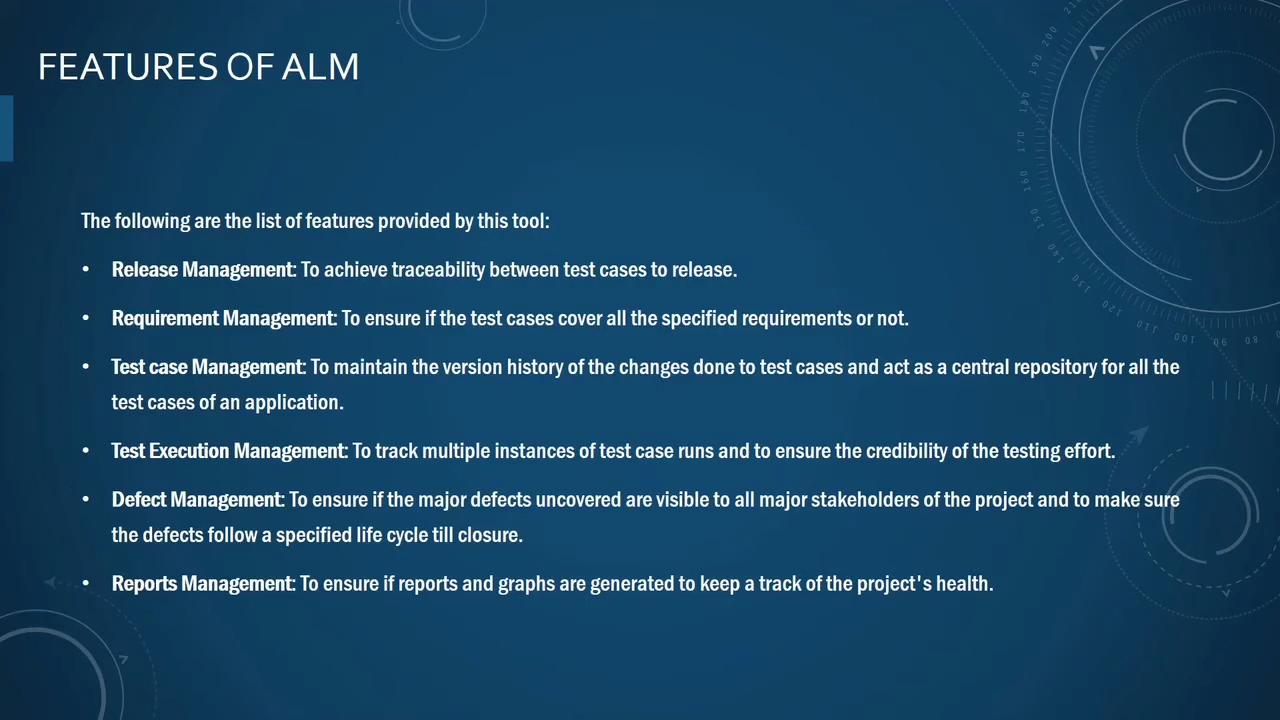 FEATURES OF ALM
The following are the list of features provided by this tool:
• Release Management: To achieve traceability between test cases to release.
• Requirement Management: To ensure if the test cases cover all the specified requirements or not.
• Test case Management: To maintain the version history of the changes done to test cases and act as a central repository for all the
test cases of an application.
• Test Execution Management: To track multiple instances of test case runs and to ensure the credibility of the testing effort.
• Defect Management: To ensure if the major defects uncovered are visible to all major stakeholders of the project and to make sure
the defects follow a specified life cycle till closure.
• Reports Management: To ensure if reports and graphs are generated to keep a track of the project's health.